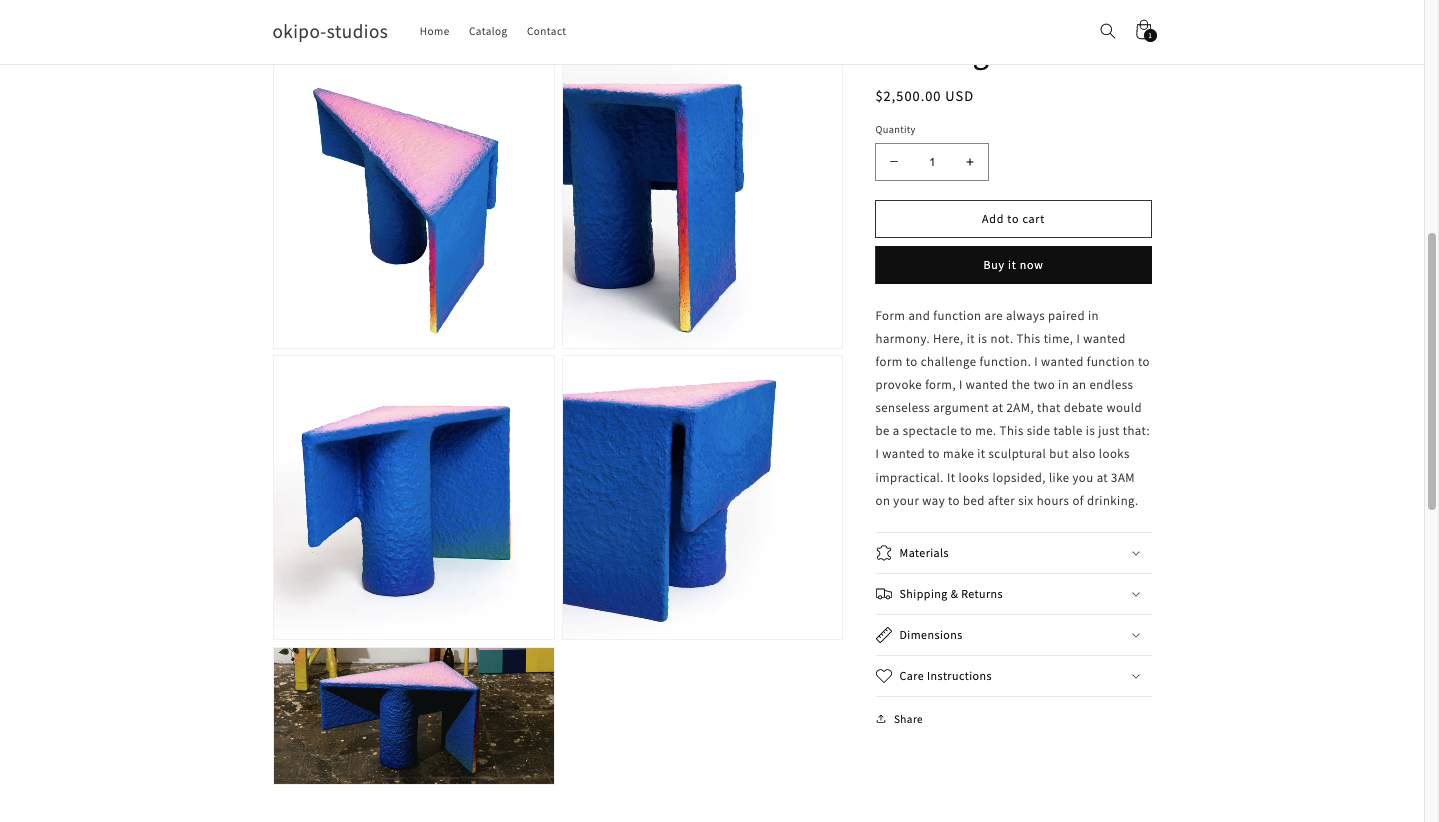 okipo-studios
Home
Catalog
Contact
1
$2,500.00 USD
Quantity
− 1 +
Add to cart
Buy it now
Form and function are always paired in
harmony. Here, it is not. This time, I wanted
form to challenge function. I wanted function to
provoke form, I wanted the two in an endless
senseless argument at 2AM, that debate would
be a spectacle to me. This side table is just that:
I wanted to make it sculptural but also looks
impractical. It looks lopsided, like you at 3AM
on your way to bed after six hours of drinking.
Materials
Shipping & Returns
Dimensions
Care Instructions
Share